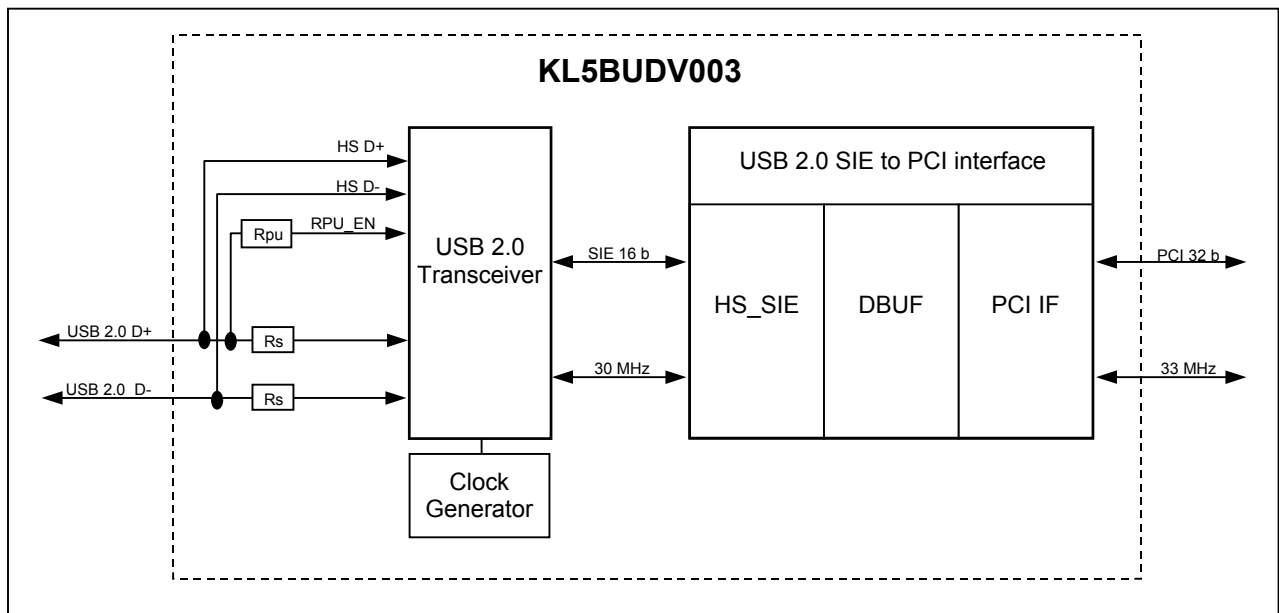 KL5BUDV003
HS D+
HS D-
Rpu
RPU_EN
USB 2.0 D+
Rs
USB 2.0 D-
Rs
USB 2.0
Transceiver
Clock
Generator
SIE 16 b
30 MHz
USB 2.0 SIE to PCI interface
HS_SIE
DBUF
PCI IF
PCI 32 b
33 MHz